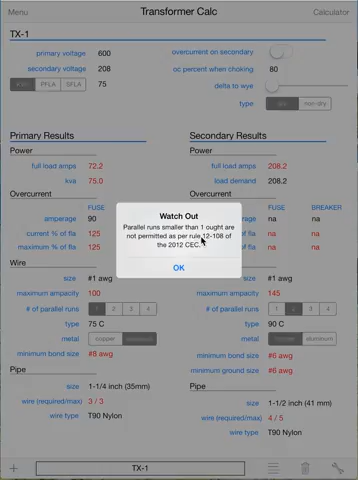 Menu
Transformer Calc
Calculator
TX-1
primary voltage 600
overcurrent on secondary
secondary voltage 208
oc percent when choking 80
PFLA SFLA 75
delta to wye
type dry non-dry
Primary Results
Secondary Results
Power
Power
full load amps 72.2
full load amps 208.2
kva 75.0
load demand 208.2
Overcurrent
Overcurrent
FUSE
FUSE BREAKER
amperage 90
na na
current % of fla 125
na na
maximum % of fla 125
na na
Watch Out
Parallel runs smaller than 1 ought are
not permitted as per rule 12-108 of
the 2012 CEC.
OK
Wire
size #1 awg
#1 awg
maximum ampacity 100
maximum ampacity 145
# of parallel runs 1 2 3 4
# of parallel runs 1 2 3 4
type 75 C
type 90 C
metal copper
metal aluminum
minimum bond size #8 awg
minimum bond size #6 awg
minimum ground size #6 awg
Pipe
Pipe
size 1-1/4 inch (35mm)
size 1-1/2 inch (41 mm)
wire (required/max) 3 / 3
wire (required/max) 4 / 5
wire type T90 Nylon
wire type T90 Nylon
TX-1